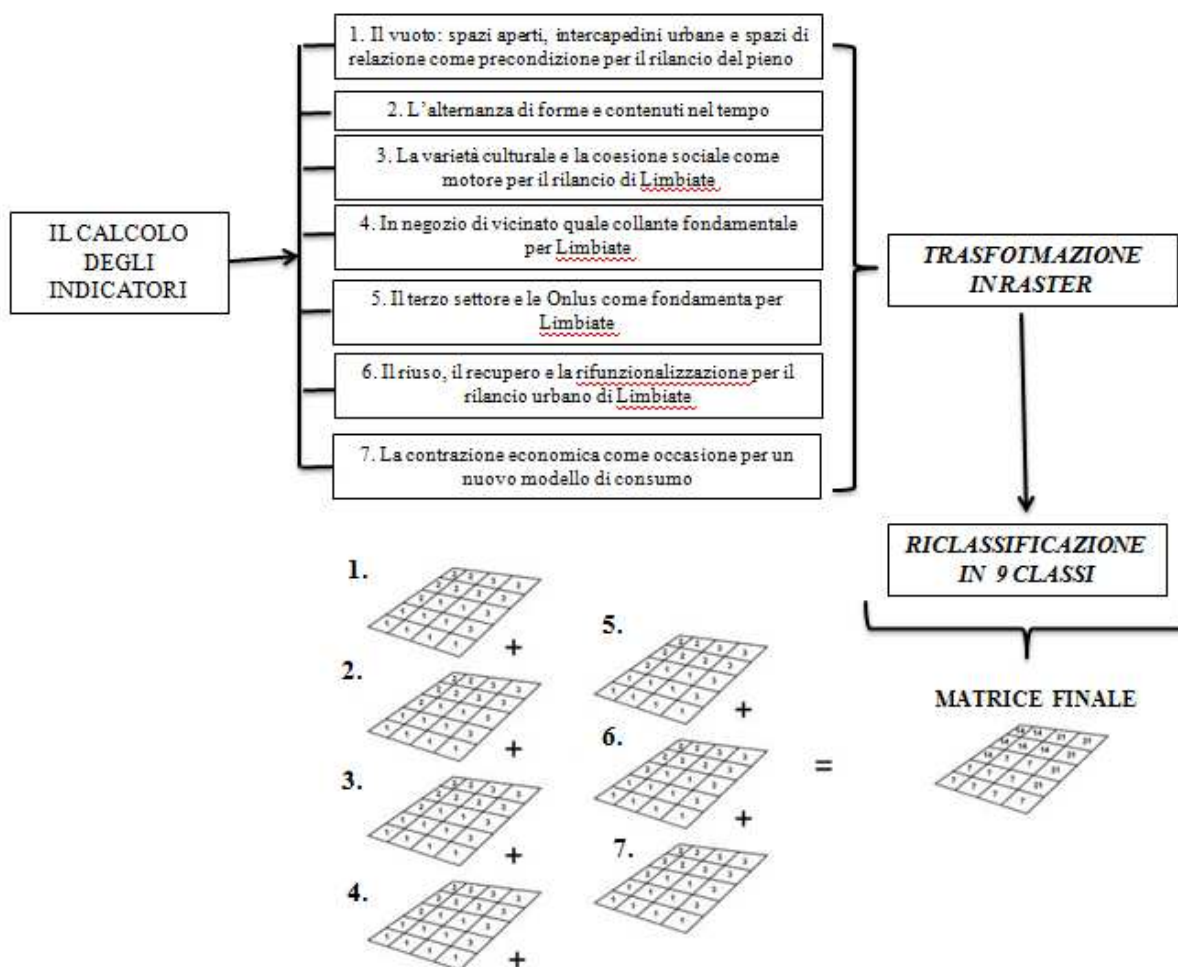 1. Il vuoto: spazi aperti, intercapedini urbane e spazi di
relazione come precondizione per il rilancio del pieno
2. L'alternanza di forme e contenuti nel tempo
3. La varietà culturale e la coesione sociale come
motore per il rilancio di Limbiate
4. In negozio di vicinato quale collante fondamentale
per Limbiate
5. Il terzo settore e le Onlus come fondamenta per
Limbiate
6. Il riuso, il recupero e la rifunzionalizzazione per il
rilancio urbano di Limbiate
7. La contrazione economica come occasione per un
nuovo modello di consumo
IL CALCOLO
DEGLI
INDICATORI
TRASFOTMAZIONE
IN RASTER
RICLASSIFICAZIONE
IN 9 CLASSI
MATRICE FINALE
1.
+
2.
+
3.
+
4.
+
5.
+
6.
+
7.
=